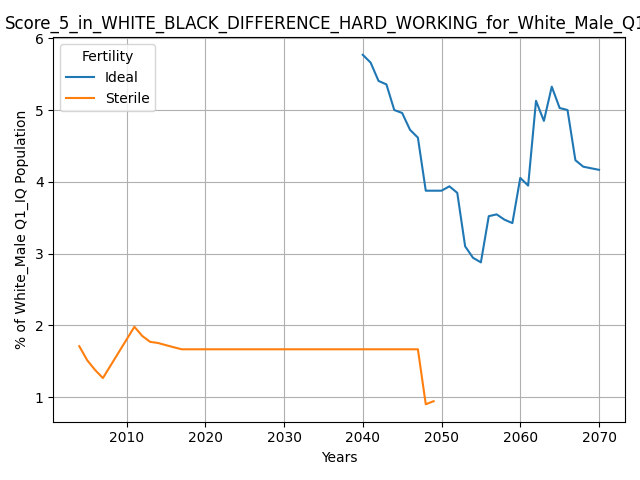 Score_5_in_WHITE_BLACK_DIFFERENCE_HARD_WORKING_for_White_Male_Q1
Fertility
Ideal
Sterile
% of White_Male Q1_IQ Population
6
5
4
3
2
1
2010 2020 2030 2040 2050 2060 2070
Years